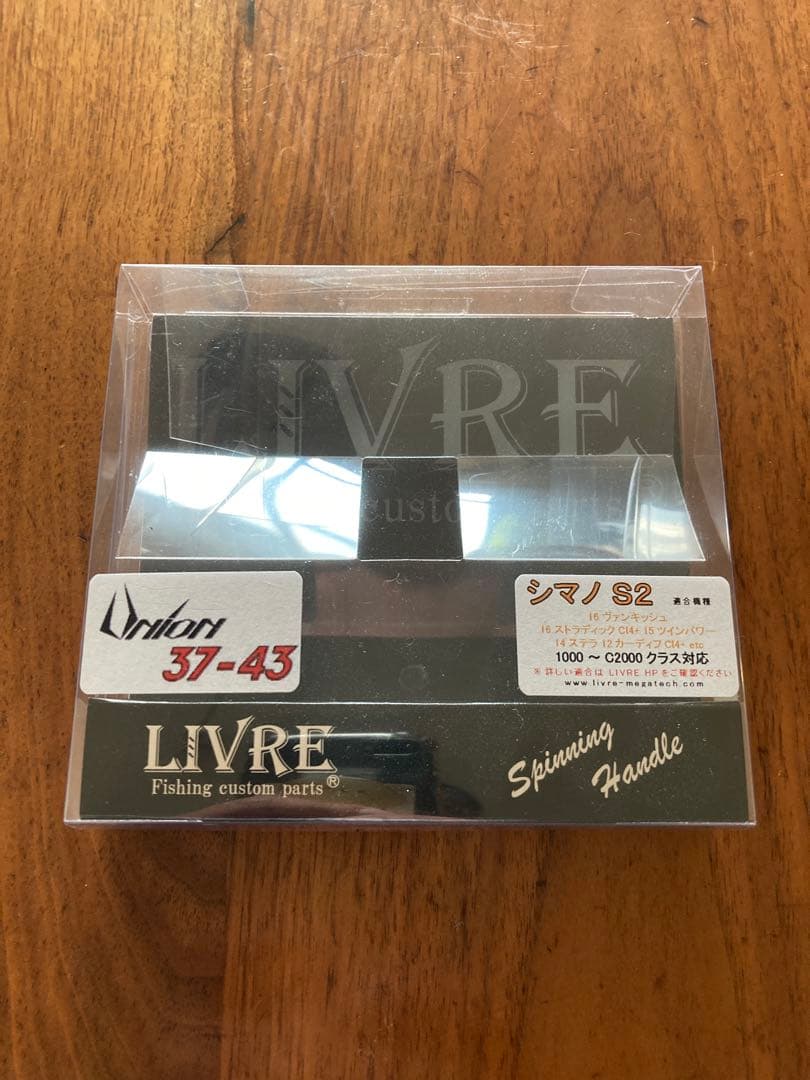 LIVRE
custom parts®
Union
37-43
シマノ S2 適合機種
16 ヴァンキッシュ
16 ストラディック CI4+ 15 ツインパワー
14 ステラ 12 カーディフ CI4+ etc
1000 ～ C2000 クラス対応
※ 詳しい適合は LIVRE HP をご確認ください
www.livre-megatech.com
LIVRE
Fishing custom parts®
Spinning
Handle